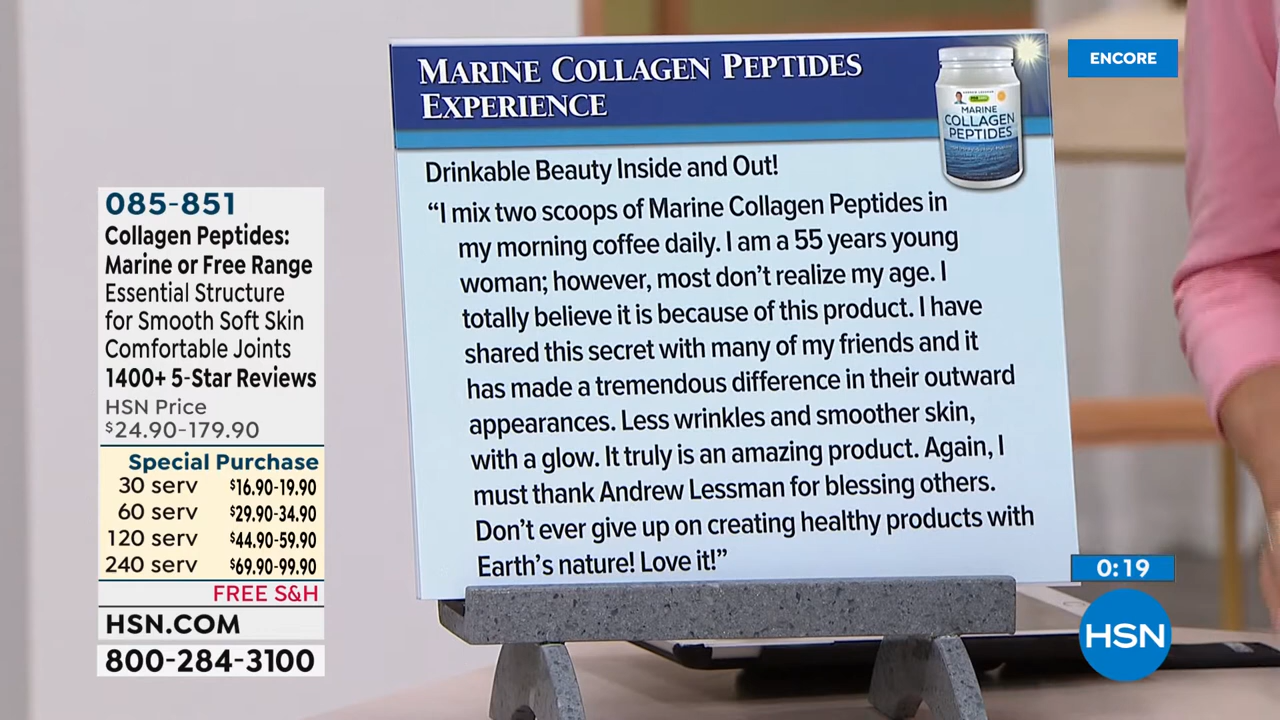 ENCORE
MARINE COLLAGEN PEPTIDES
EXPERIENCE
MARINE
COLLAGEN
PEPTIDES
Drinkable Beauty Inside and Out!
“I mix two scoops of Marine Collagen Peptides in
my morning coffee daily. I am a 55 years young
woman; however, most don’t realize my age. I
totally believe it is because of this product. I have
shared this secret with many of my friends and it
has made a tremendous difference in their outward
appearances. Less wrinkles and smoother skin,
with a glow. It truly is an amazing product. Again, I
must thank Andrew Lessman for blessing others.
Don’t ever give up on creating healthy products with
Earth’s nature! Love it!”
085-851
Collagen Peptides:
Marine or Free Range
Essential Structure
for Smooth Soft Skin
Comfortable Joints
1400+ 5-Star Reviews
HSN Price
$24.90-179.90
Special Purchase
30 serv $16.90-19.90
60 serv $29.90-34.90
120 serv $44.90-59.90
240 serv $69.90-99.90
FREE S&H
HSN.COM
800-284-3100
0:19
HSN